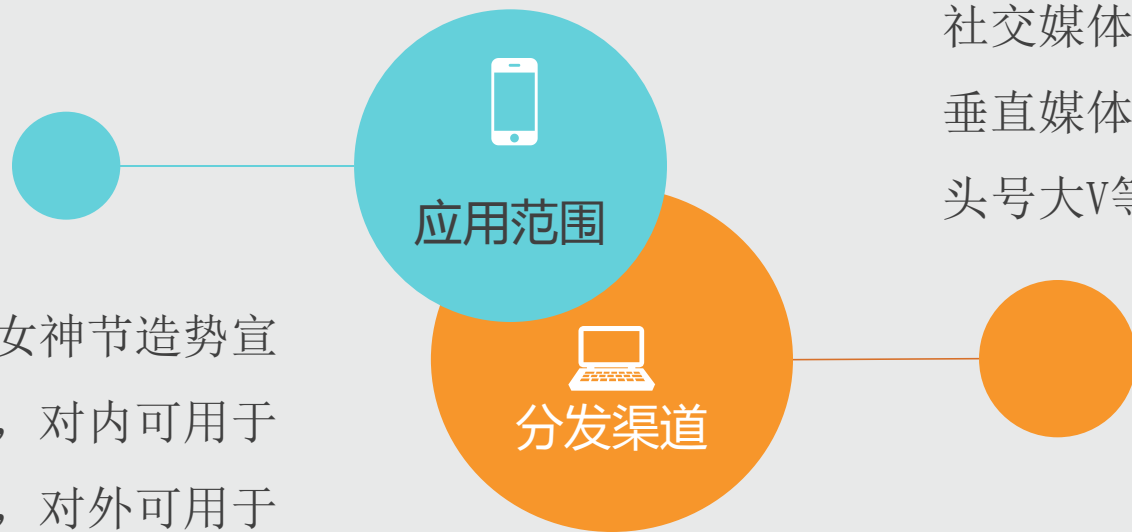 社交媒体
垂直媒体
头号大V等
应用范围
女神节造势宣
，对内可用于
，对外可用于
分发渠道